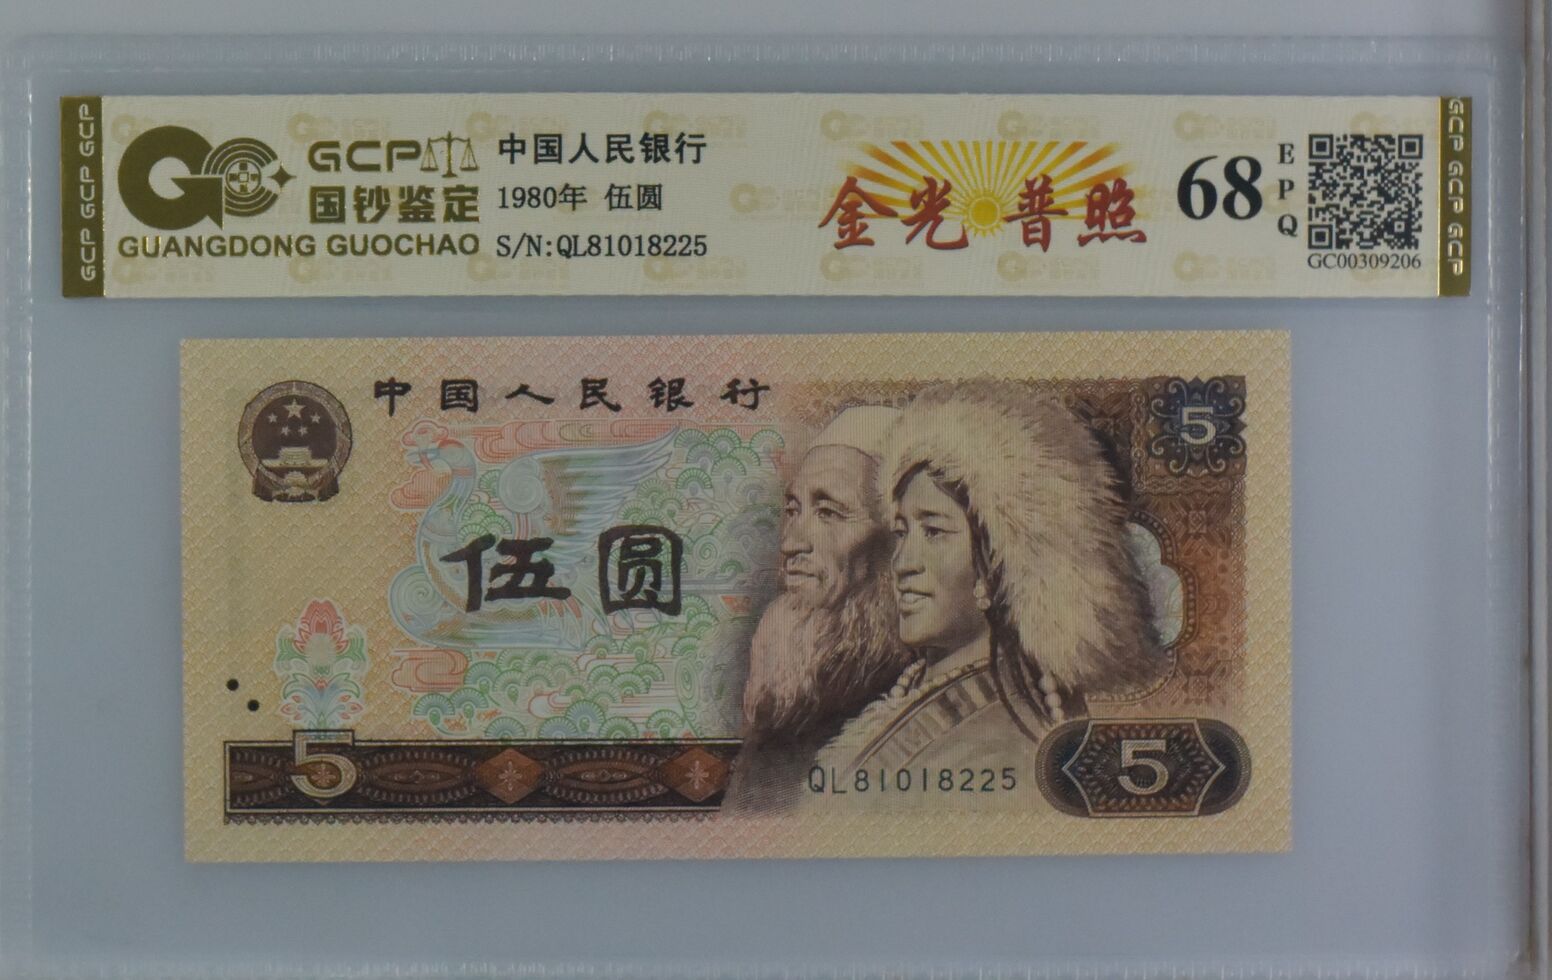 GCP GCP GCP
GCP
国钞鉴定
GUANGDONG GUOCHAO
中国人民银行
1980年 伍圆
S/N:QL81018225
金光普照
68
EPQ
GC00309206
GCP GCP GCP
中国人民银行
5
伍圆
5
QL81018225
5